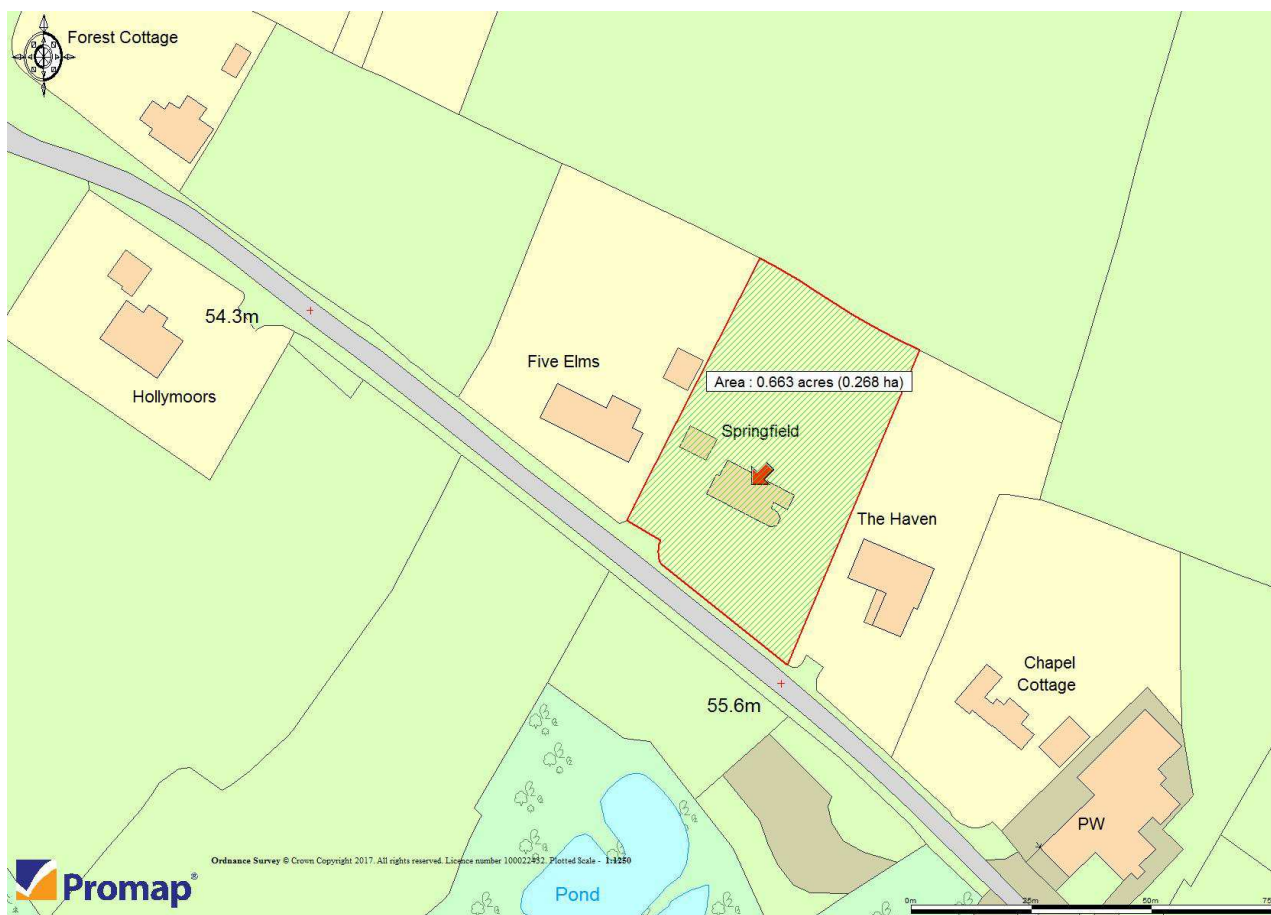 Forest Cottage
54.3m
Hollymoors
Five Elms
Area : 0.663 acres (0.268 ha)
Springfield
The Haven
Chapel
Cottage
55.6m
PW
Ordnance Survey © Crown Copyright 2017. All rights reserved. Licence number 100022432. Plotted Scale - 1:1250
Promap®
Pond
0m
25m
50m
75m